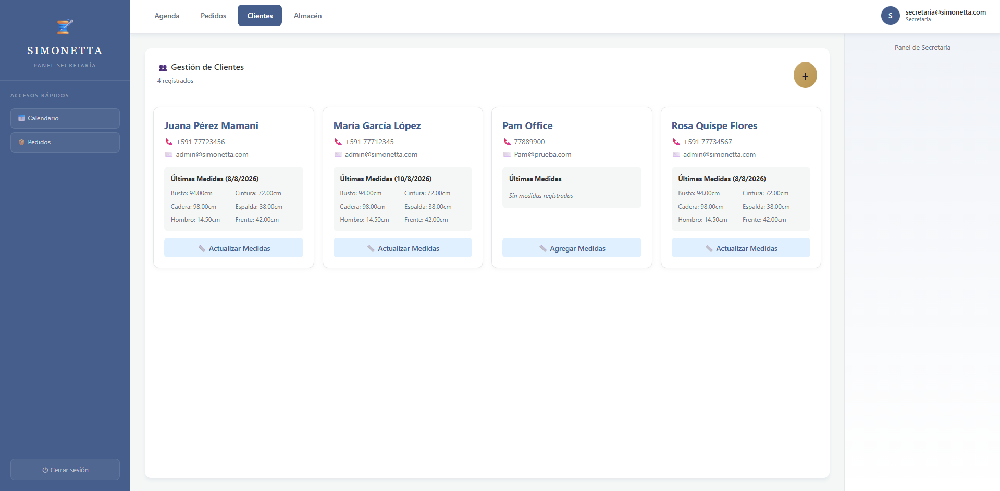 SIMONETTA
PANEL SECRETARÍA
ACCESOS RÁPIDOS
Calendario
Pedidos
Cerrar sesión
Agenda
Pedidos
Clientes
Almacén
S
secretaria@simonetta.com
Secretaria
Panel de Secretaría
Gestión de Clientes
4 registrados
+
Juana Pérez Mamani
+591 77723456
admin@simonetta.com
Últimas Medidas (8/8/2026)
Busto: 94.00cm Cintura: 72.00cm
Cadera: 98.00cm Espalda: 38.00cm
Hombro: 14.50cm Frente: 42.00cm
Actualizar Medidas
María García López
+591 77712345
admin@simonetta.com
Últimas Medidas (10/8/2026)
Busto: 94.00cm Cintura: 72.00cm
Cadera: 98.00cm Espalda: 38.00cm
Hombro: 14.50cm Frente: 42.00cm
Actualizar Medidas
Pam Office
77889900
Pam@prueba.com
Últimas Medidas
Sin medidas registradas
Agregar Medidas
Rosa Quispe Flores
+591 77734567
admin@simonetta.com
Últimas Medidas (8/8/2026)
Busto: 94.00cm Cintura: 72.00cm
Cadera: 98.00cm Espalda: 38.00cm
Hombro: 14.50cm Frente: 42.00cm
Actualizar Medidas